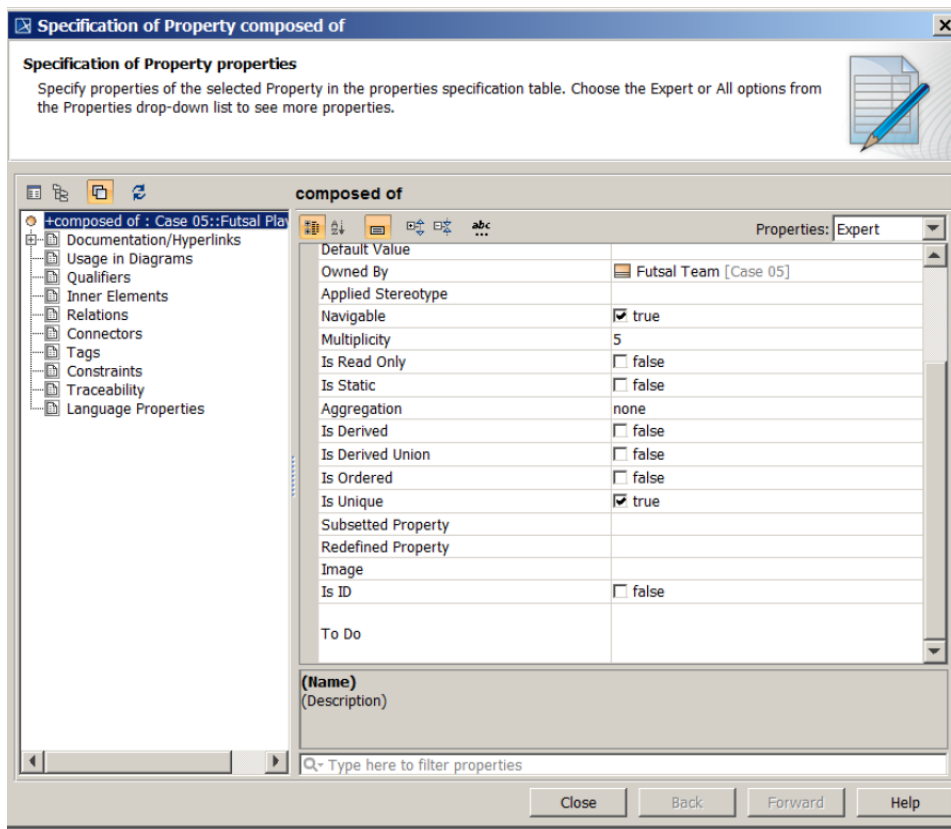 Specification of Property composed of
Specification of Property properties
Specify properties of the selected Property in the properties specification table. Choose the Expert or All options from
the Properties drop-down list to see more properties.
composed of
+composed of : Case 05::Futsal Play
Documentation/Hyperlinks
Usage in Diagrams
Qualifiers
Inner Elements
Relations
Connectors
Tags
Constraints
Traceability
Language Properties
abc
Properties: Expert
Default Value
Owned By Futsal Team [Case 05]
Applied Stereotype
Navigable true
Multiplicity 5
Is Read Only false
Is Static false
Aggregation none
Is Derived false
Is Derived Union false
Is Ordered false
Is Unique true
Subsetted Property
Redefined Property
Image
Is ID false
To Do
(Name)
(Description)
Type here to filter properties
Close Back Forward Help